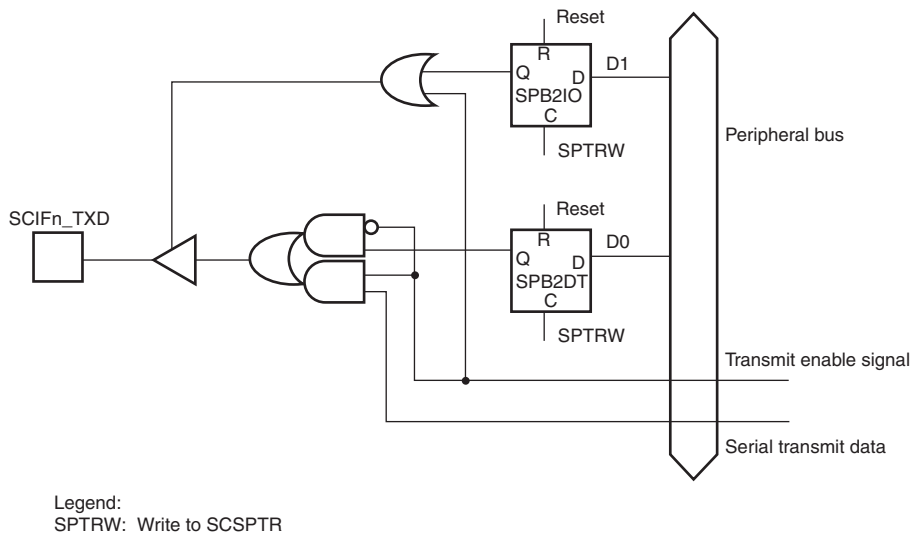 Reset
R
D1
Q
D
SPB2IO
C
SPTRW
Peripheral bus
SCIFn_TXD
Reset
R
D0
Q
D
SPB2DT
C
SPTRW
Transmit enable signal
Serial transmit data
Legend:
SPTRW: Write to SCSPTR